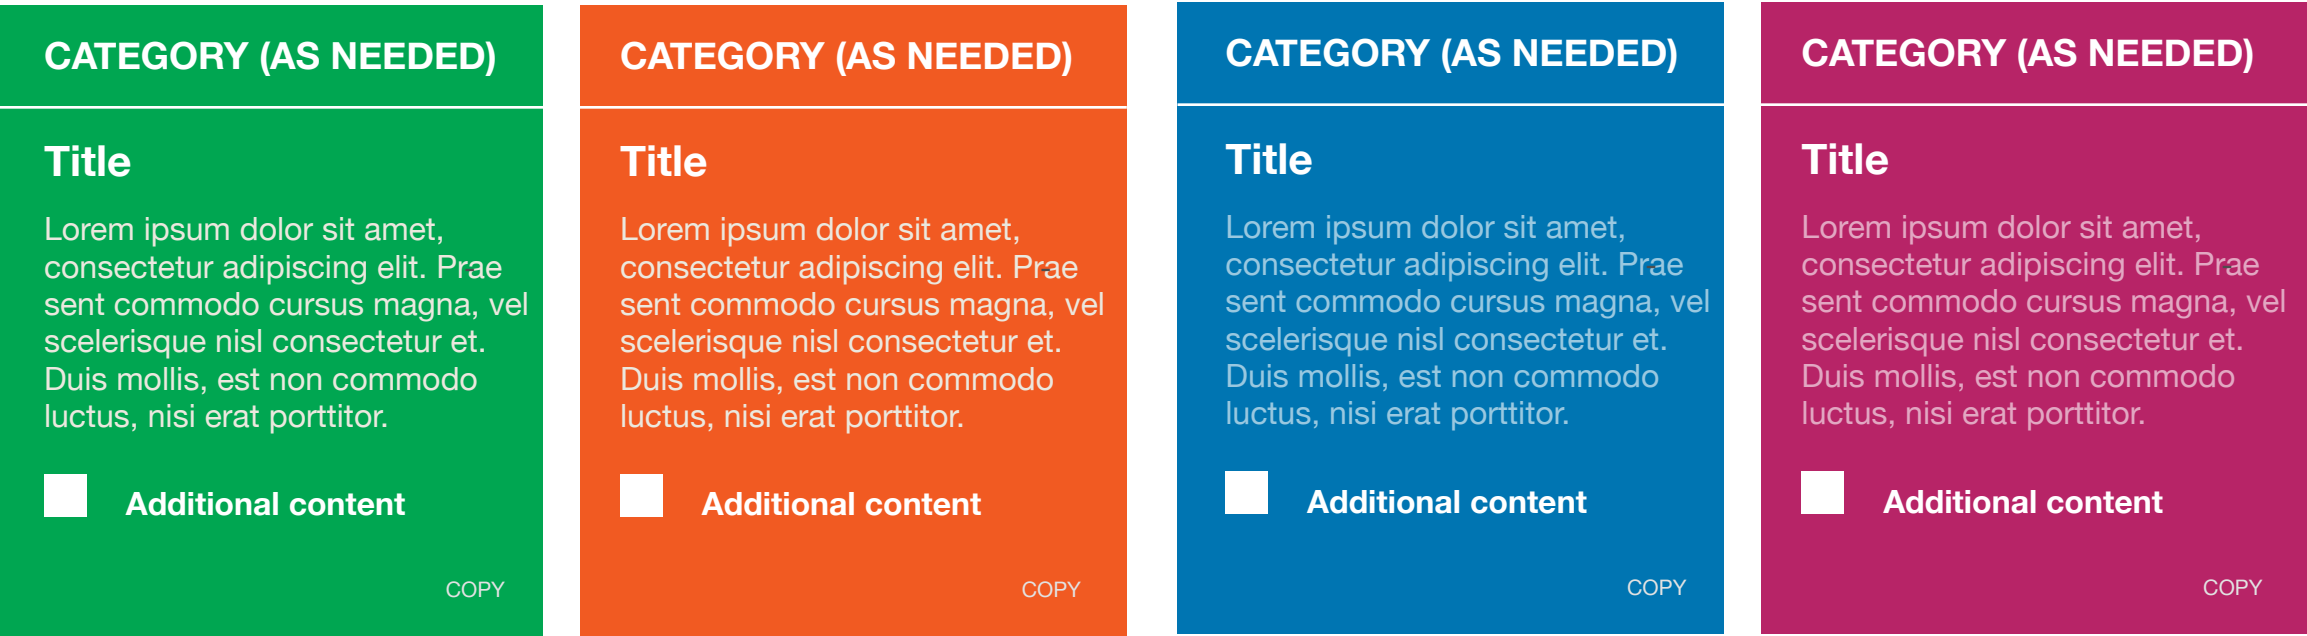 CATEGORY (AS NEEDED)
Title
Lorem ipsum dolor sit amet,
consectetur adipiscing elit. Prae
sent commodo cursus magna, vel
scelerisque nisl consectetur et.
Duis mollis, est non commodo
luctus, nisi erat porttitor.
Additional content
COPY
CATEGORY (AS NEEDED)
Title
Lorem ipsum dolor sit amet,
consectetur adipiscing elit. Prae
sent commodo cursus magna, vel
scelerisque nisl consectetur et.
Duis mollis, est non commodo
luctus, nisi erat porttitor.
Additional content
COPY
CATEGORY (AS NEEDED)
Title
Lorem ipsum dolor sit amet,
consectetur adipiscing elit. Prae
sent commodo cursus magna, vel
scelerisque nisl consectetur et.
Duis mollis, est non commodo
luctus, nisi erat porttitor.
Additional content
COPY
CATEGORY (AS NEEDED)
Title
Lorem ipsum dolor sit amet,
consectetur adipiscing elit. Prae
sent commodo cursus magna, vel
scelerisque nisl consectetur et.
Duis mollis, est non commodo
luctus, nisi erat porttitor.
Additional content
COPY